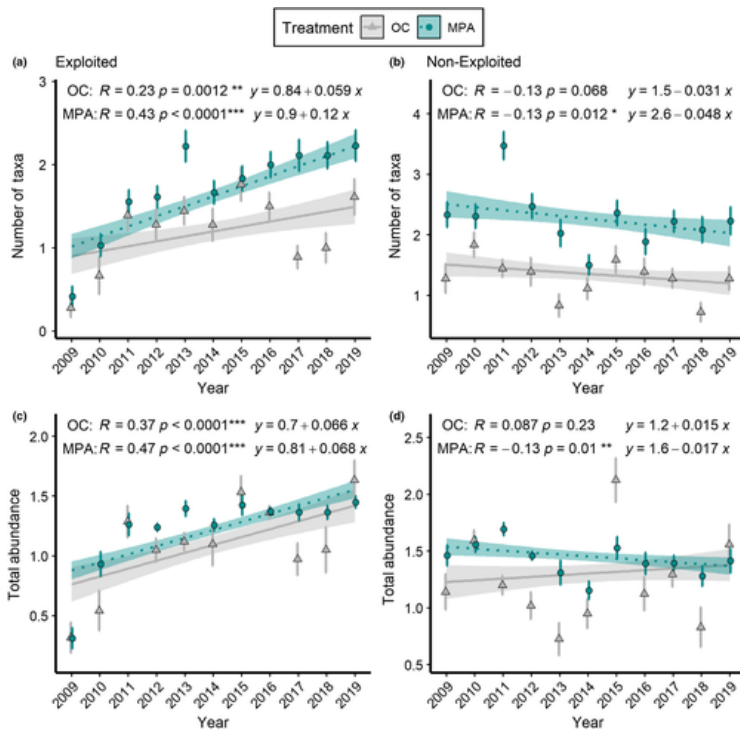 Treatment OC MPA
(a) Exploited
OC: R = 0.23 p = 0.0012 ** y = 0.84 + 0.059 x
MPA: R = 0.43 p < 0.0001*** y = 0.9 + 0.12 x
Number of taxa
3
2
1
0
2009 2010 2011 2012 2013 2014 2015 2016 2017 2018 2019
Year
(b) Non-Exploited
OC: R = −0.13 p = 0.068 y = 1.5 − 0.031 x
MPA: R = −0.13 p = 0.012 * y = 2.6 − 0.048 x
Number of taxa
4
3
2
1
2009 2010 2011 2012 2013 2014 2015 2016 2017 2018 2019
Year
(c)
OC: R = 0.37 p < 0.0001*** y = 0.7 + 0.066 x
MPA: R = 0.47 p < 0.0001*** y = 0.81 + 0.068 x
Total abundance
2.0
1.5
1.0
0.5
2009 2010 2011 2012 2013 2014 2015 2016 2017 2018 2019
Year
(d)
OC: R = 0.087 p = 0.23 y = 1.2 + 0.015 x
MPA: R = −0.13 p = 0.01 ** y = 1.6 − 0.017 x
Total abundance
2.5
2.0
1.5
1.0
0.5
2009 2010 2011 2012 2013 2014 2015 2016 2017 2018 2019
Year